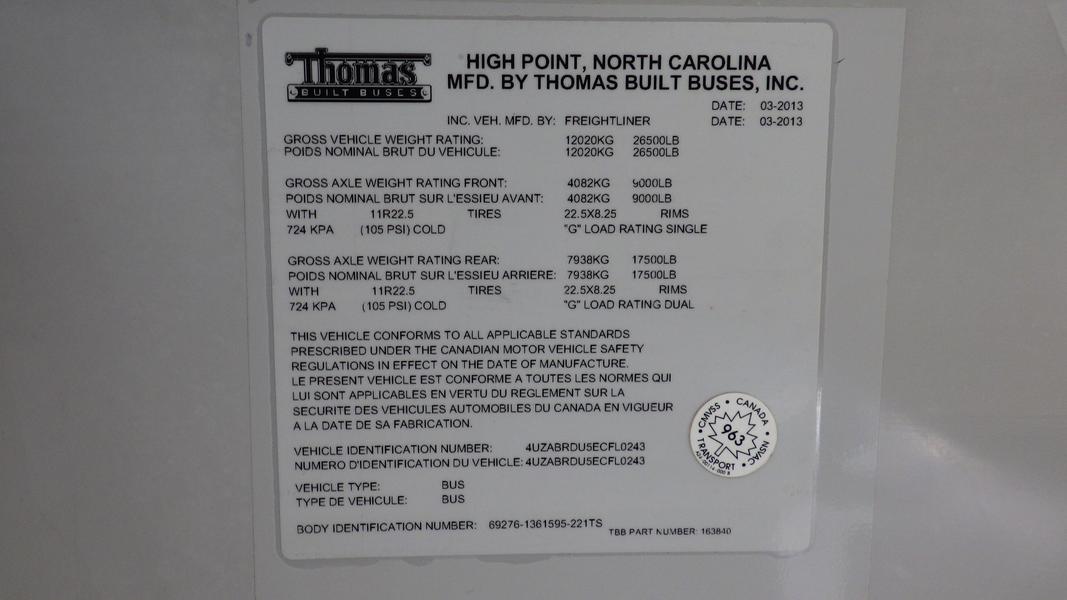 Thomas
BUILT BUSES
HIGH POINT, NORTH CAROLINA
MFD. BY THOMAS BUILT BUSES, INC.
DATE: 03-2013
INC. VEH. MFD. BY: FREIGHTLINER DATE: 03-2013
GROSS VEHICLE WEIGHT RATING: 12020KG 26500LB
POIDS NOMINAL BRUT DU VEHICULE: 12020KG 26500LB
GROSS AXLE WEIGHT RATING FRONT: 4082KG 9000LB
POIDS NOMINAL BRUT SUR L'ESSIEU AVANT: 4082KG 9000LB
WITH 11R22.5 TIRES 22.5X8.25 RIMS
724 KPA (105 PSI) COLD "G" LOAD RATING SINGLE
GROSS AXLE WEIGHT RATING REAR: 7938KG 17500LB
POIDS NOMINAL BRUT SUR L'ESSIEU ARRIERE: 7938KG 17500LB
WITH 11R22.5 TIRES 22.5X8.25 RIMS
724 KPA (105 PSI) COLD "G" LOAD RATING DUAL
THIS VEHICLE CONFORMS TO ALL APPLICABLE STANDARDS
PRESCRIBED UNDER THE CANADIAN MOTOR VEHICLE SAFETY
REGULATIONS IN EFFECT ON THE DATE OF MANUFACTURE.
LE PRESENT VEHICLE EST CONFORME A TOUTES LES NORMES QUI
LUI SONT APPLICABLES EN VERTU DU REGLEMENT SUR LA
SECURITE DES VEHICULES AUTOMOBILES DU CANADA EN VIGUEUR
A LA DATE DE SA FABRICATION.
CMVSS • CANADA • NSVAC • TRANSPORT •
963
VEHICLE IDENTIFICATION NUMBER: 4UZABRDU5ECFL0243
NUMERO D'IDENTIFICATION DU VEHICULE: 4UZABRDU5ECFL0243
VEHICLE TYPE: BUS
TYPE DE VEHICULE: BUS
BODY IDENTIFICATION NUMBER: 69276-1361595-221TS
TBB PART NUMBER: 163840